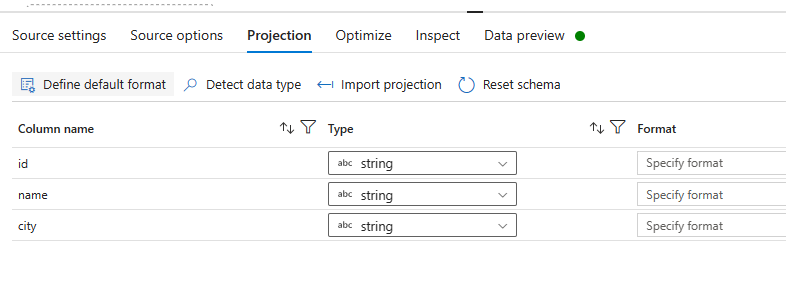 Source settings Source options Projection Optimize Inspect Data preview
Define default format Detect data type Import projection Reset schema
Column name Type Format
id abc string Specify format
name abc string Specify format
city abc string Specify format